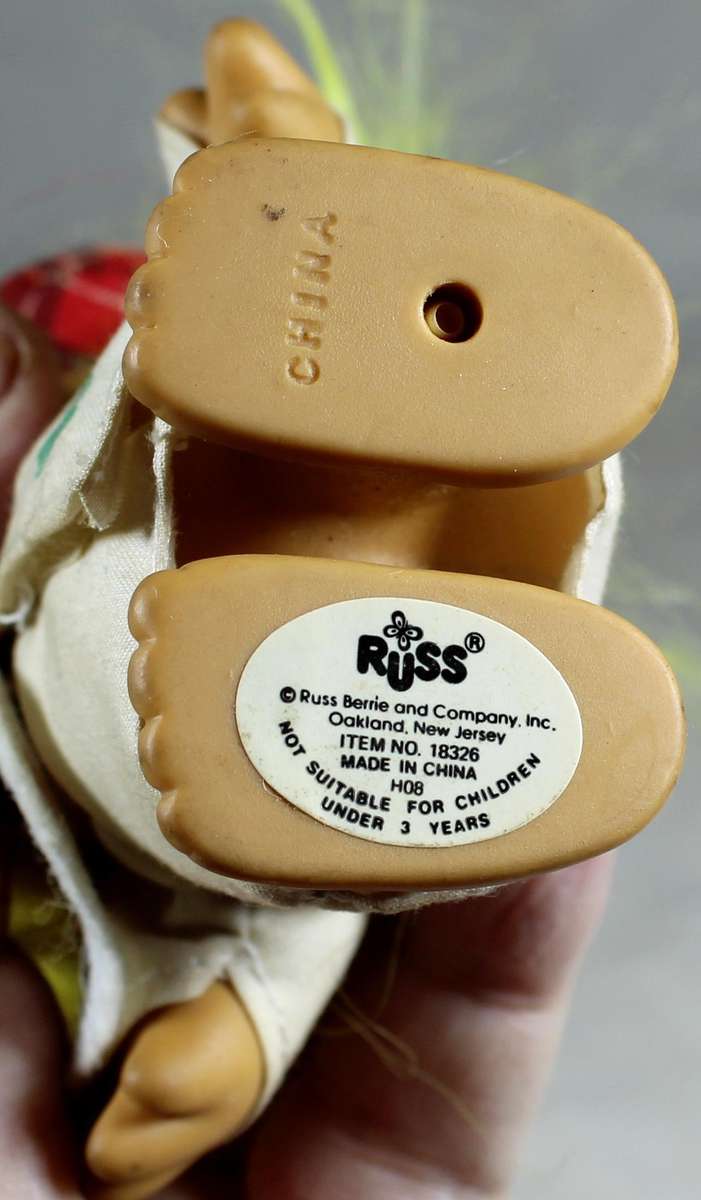 CHINA
RUSS®
© Russ Berrie and Company, Inc.
Oakland, New Jersey
ITEM NO. 18326
MADE IN CHINA
H08
NOT SUITABLE FOR CHILDREN
UNDER 3 YEARS